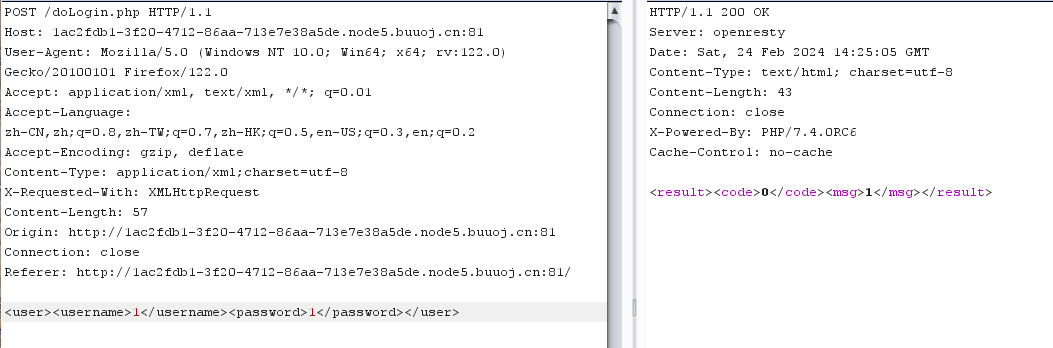 POST /doLogin.php HTTP/1.1
Host: 1ac2fdb1-3f20-4712-86aa-713e7e38a5de.node5.buuoj.cn:81
User-Agent: Mozilla/5.0 (Windows NT 10.0; Win64; x64; rv:122.0)
Gecko/20100101 Firefox/122.0
Accept: application/xml, text/xml, */*; q=0.01
Accept-Language:
zh-CN,zh;q=0.8,zh-TW;q=0.7,zh-HK;q=0.5,en-US;q=0.3,en;q=0.2
Accept-Encoding: gzip, deflate
Content-Type: application/xml;charset=utf-8
X-Requested-With: XMLHttpRequest
Content-Length: 57
Origin: http://1ac2fdb1-3f20-4712-86aa-713e7e38a5de.node5.buuoj.cn:81
Connection: close
Referer: http://1ac2fdb1-3f20-4712-86aa-713e7e38a5de.node5.buuoj.cn:81/
<user><username>1</username><password>1</password></user>
HTTP/1.1 200 OK
Server: openresty
Date: Sat, 24 Feb 2024 14:25:05 GMT
Content-Type: text/html; charset=utf-8
Content-Length: 43
Connection: close
X-Powered-By: PHP/7.4.0RC6
Cache-Control: no-cache
<result><code>0</code><msg>1</msg></result>